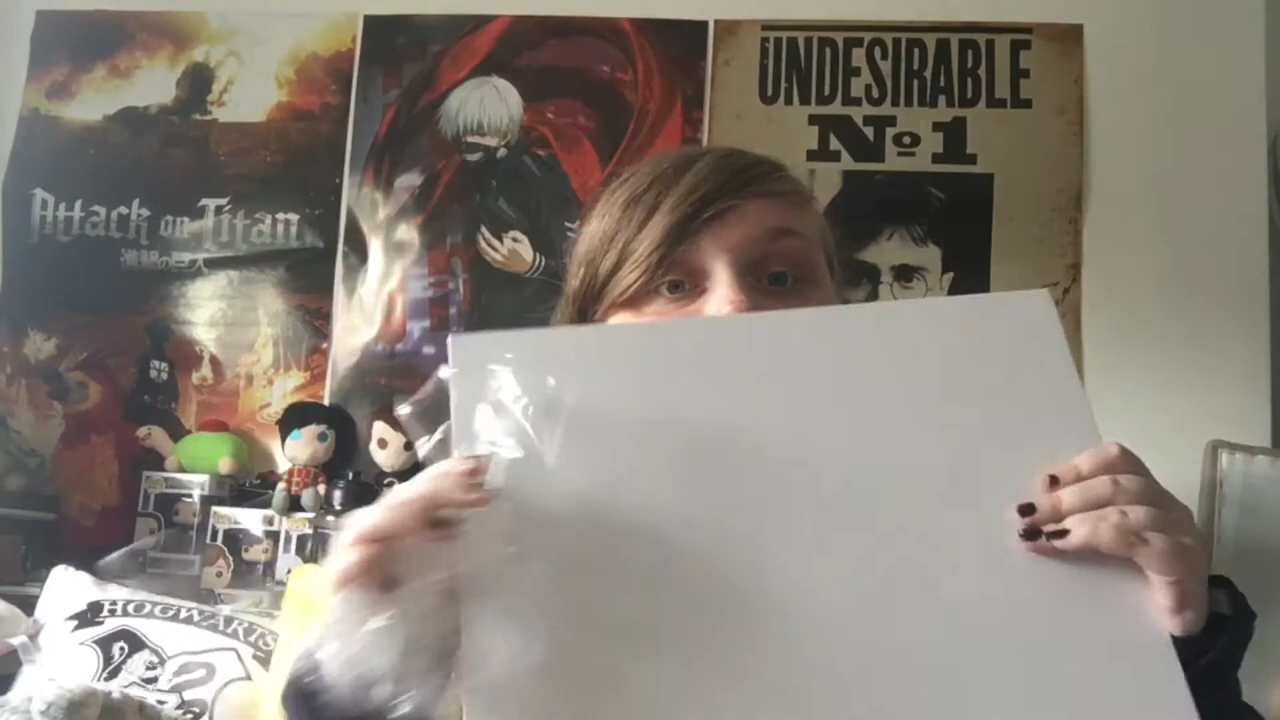 Attack on Titan
進撃の巨人
UNDESIRABLE
No1
HOGWARTS